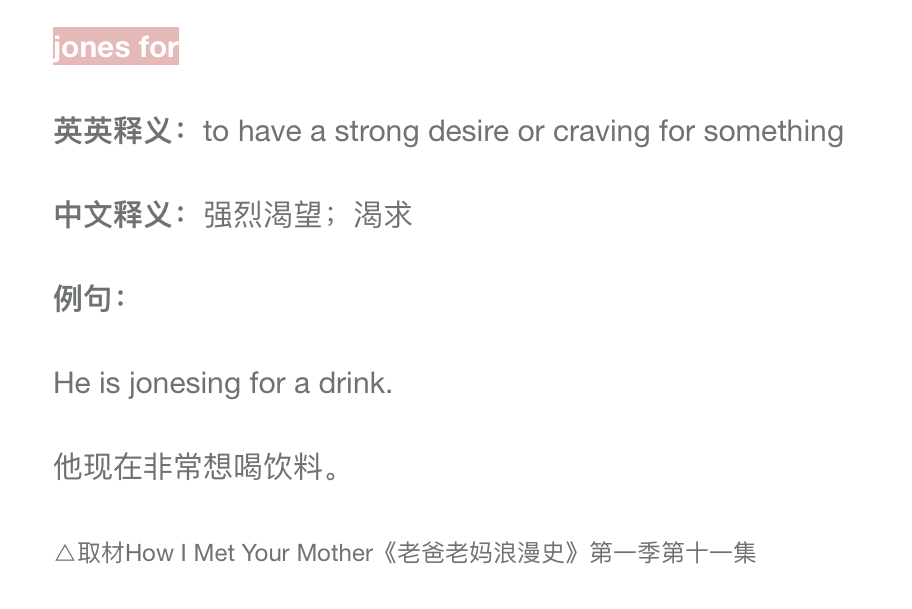 jones for
英英释义：to have a strong desire or craving for something
中文释义：强烈渴望；渴求
例句：
He is jonesing for a drink.
他现在非常想喝饮料。
△取材How I Met Your Mother《老爸老妈浪漫史》第一季第十一集